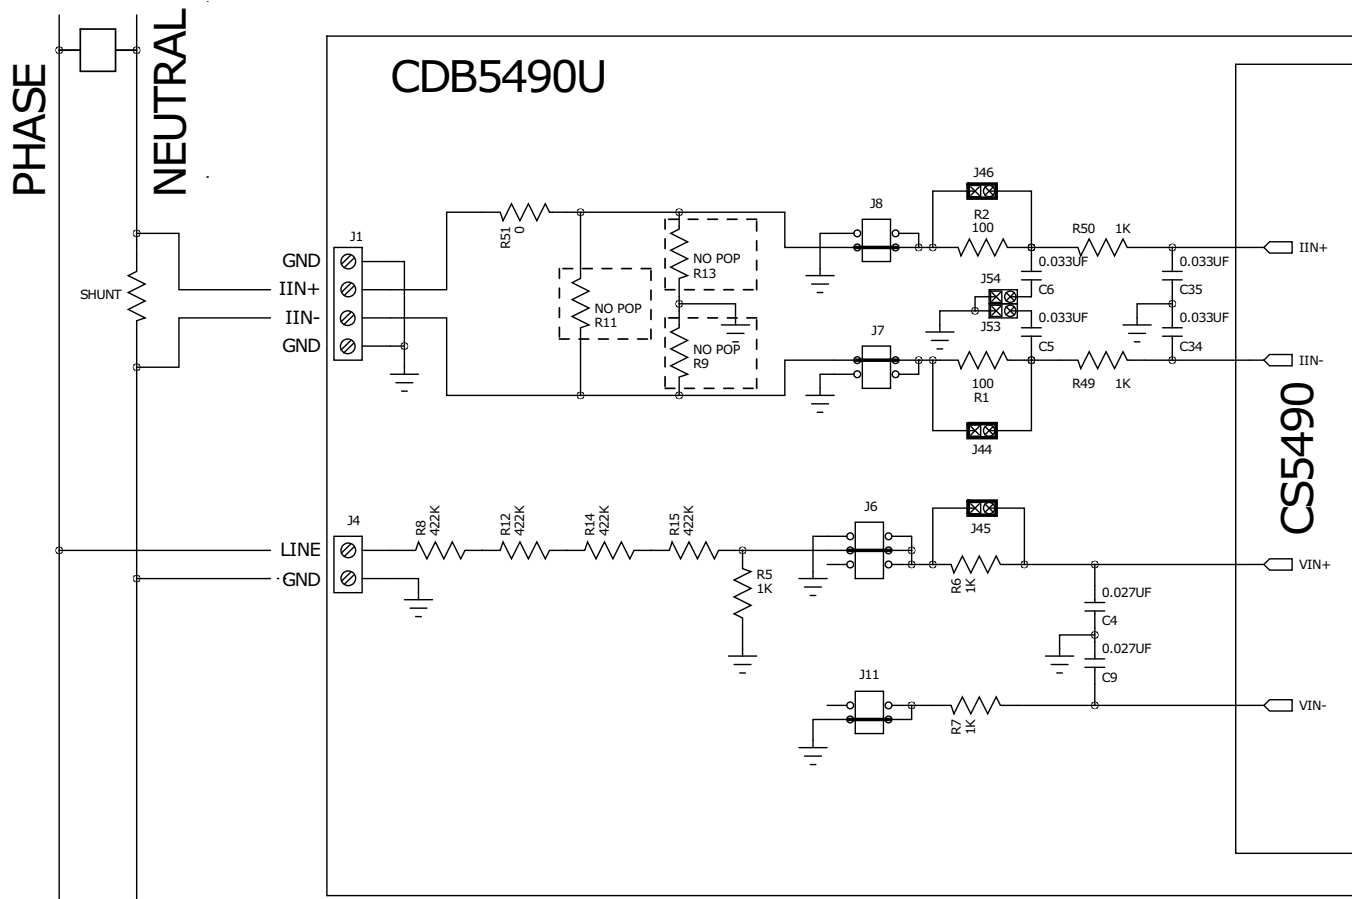 PHASE
NEUTRAL
CDB5490U
CS5490
SHUNT
J1
GND
IIN+
IIN-
GND
R51
0
NO POP
R11
NO POP
R13
NO POP
R9
J8
J7
J46
R2
100
R50 1K
0.033UF
C6
J54
J53
0.033UF
C5
100
R1
J44
R49 1K
0.033UF
C35
0.033UF
C34
IIN+
IIN-
J4
LINE
GND
R8
422K
R12
422K
R14
422K
R15
422K
R5
1K
J6
J45
R6
1K
0.027UF
C4
0.027UF
C9
J11
R7
1K
VIN+
VIN-